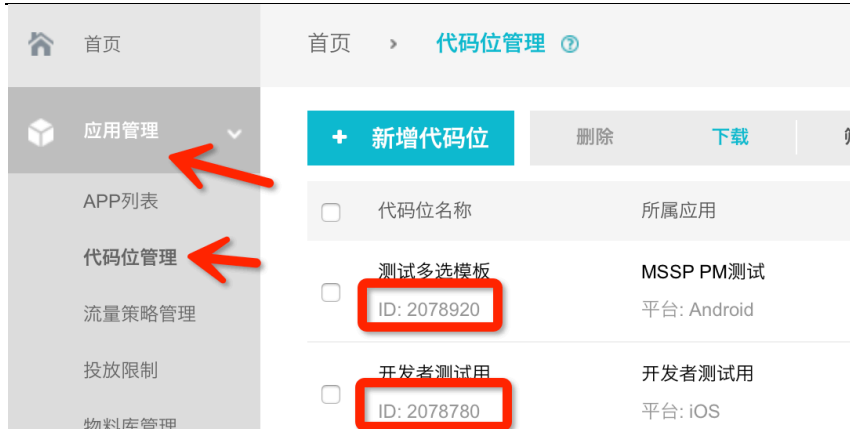 首页
首页 › 代码位管理 ?
应用管理
+ 新增代码位 删除 下载
APP列表
代码位名称 所属应用
代码位管理
测试多选模板 MSSP PM测试
ID: 2078920 平台: Android
流量策略管理
投放限制
开发者测试用 开发者测试用
ID: 2078780 平台: iOS
物料库管理